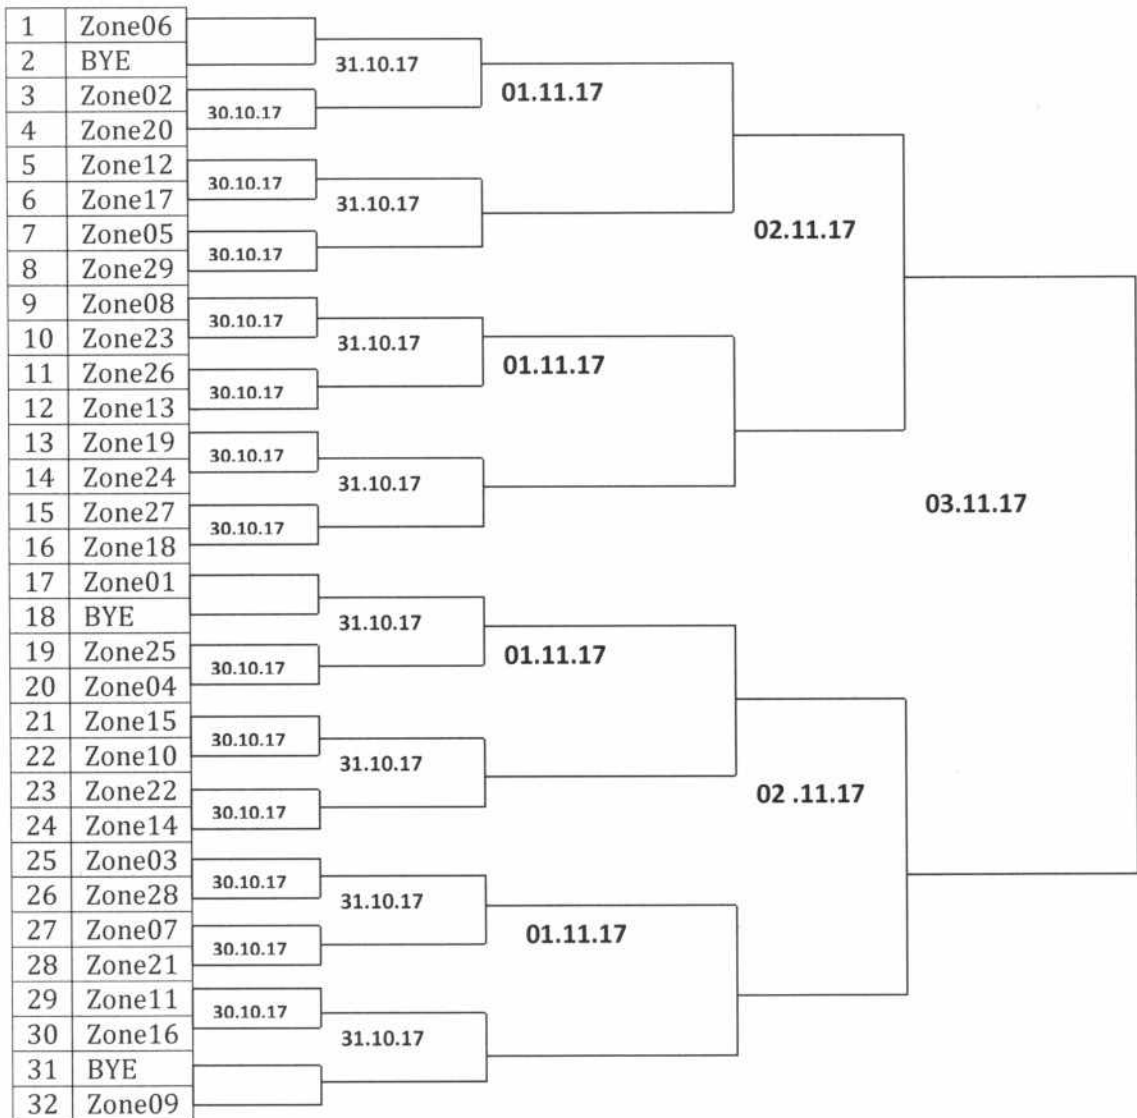 1 Zone06
2 BYE
3 Zone02
4 Zone20
5 Zone12
6 Zone17
7 Zone05
8 Zone29
9 Zone08
10 Zone23
11 Zone26
12 Zone13
13 Zone19
14 Zone24
15 Zone27
16 Zone18
17 Zone01
18 BYE
19 Zone25
20 Zone04
21 Zone15
22 Zone10
23 Zone22
24 Zone14
25 Zone03
26 Zone28
27 Zone07
28 Zone21
29 Zone11
30 Zone16
31 BYE
32 Zone09
30.10.17
30.10.17
30.10.17
30.10.17
30.10.17
30.10.17
30.10.17
30.10.17
30.10.17
30.10.17
30.10.17
30.10.17
30.10.17
31.10.17
31.10.17
31.10.17
31.10.17
31.10.17
31.10.17
31.10.17
31.10.17
01.11.17
01.11.17
01.11.17
01.11.17
02.11.17
02 .11.17
03.11.17